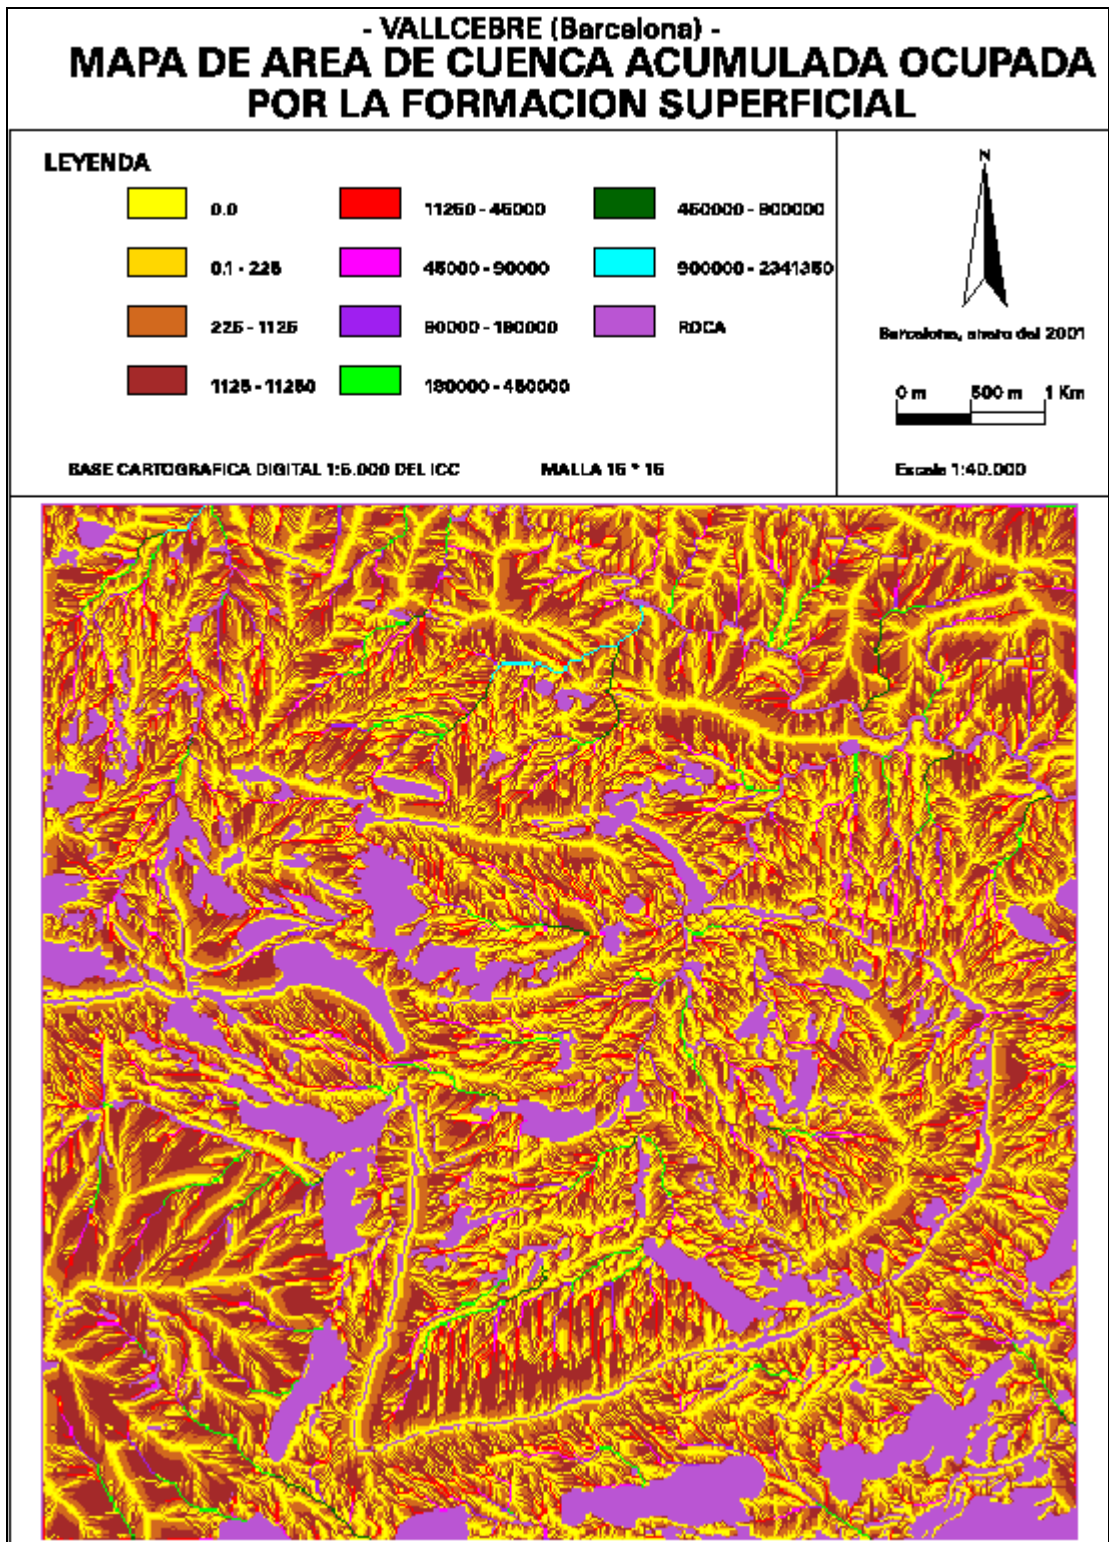 - VALLCEBRE (Barcelona) -
MAPA DE AREA DE CUENCA ACUMULADA OCUPADA
POR LA FORMACION SUPERFICIAL
LEYENDA
0.0
0.1 - 225
225 - 1125
1125 - 11250
11250 - 45000
45000 - 90000
90000 - 180000
180000 - 450000
450000 - 900000
900000 - 2341350
ROCA
BASE CARTOGRAFICA DIGITAL 1:5.000 DEL ICC
MALLA 15 * 15
N
Barcelona, enero del 2001
0 m 500 m 1 Km
Escala 1:40.000